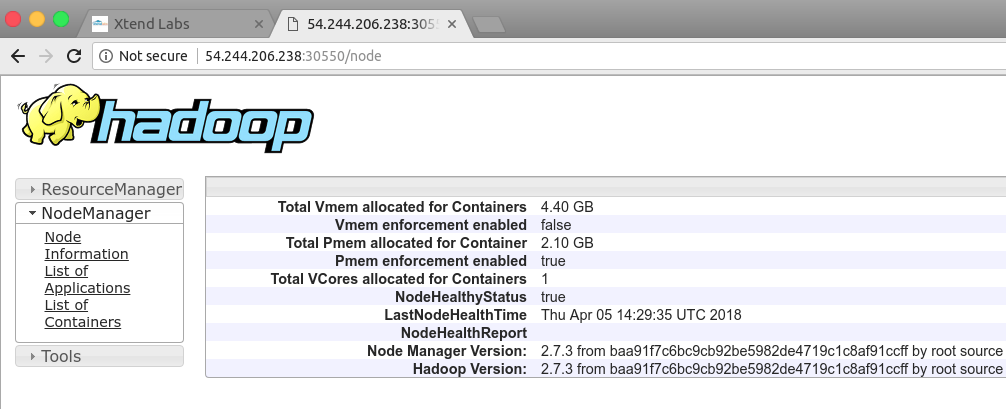 Xtend Labs
54.244.206.238:305
Not secure
54.244.206.238:30550/node
hadoop
ResourceManager
NodeManager
Node
Information
List of
Applications
List of
Containers
Tools
Total Vmem allocated for Containers 4.40 GB
Vmem enforcement enabled false
Total Pmem allocated for Container 2.10 GB
Pmem enforcement enabled true
Total VCores allocated for Containers 1
NodeHealthyStatus true
LastNodeHealthTime Thu Apr 05 14:29:35 UTC 2018
NodeHealthReport
Node Manager Version: 2.7.3 from baa91f7c6bc9cb92be5982de4719c1c8af91ccff by root source
Hadoop Version: 2.7.3 from baa91f7c6bc9cb92be5982de4719c1c8af91ccff by root source